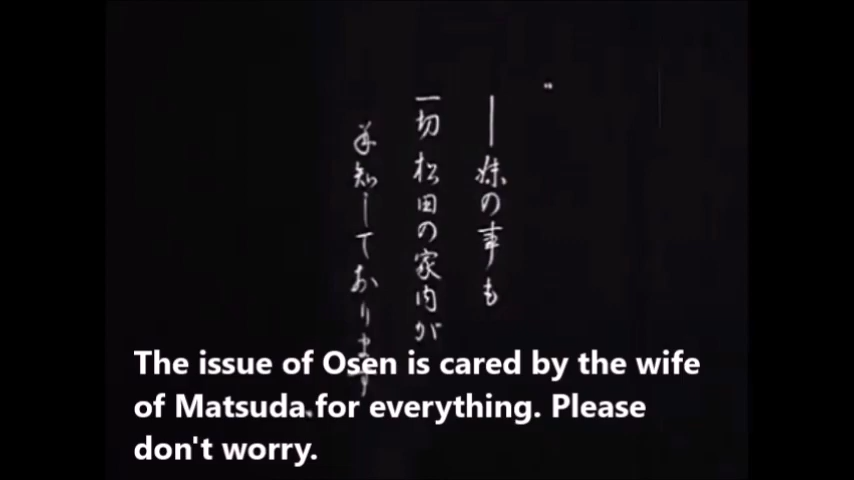 ―妹の事も
一切松田の家内が
承知しております
The issue of Osen is cared by the wife
of Matsuda for everything. Please
don't worry.